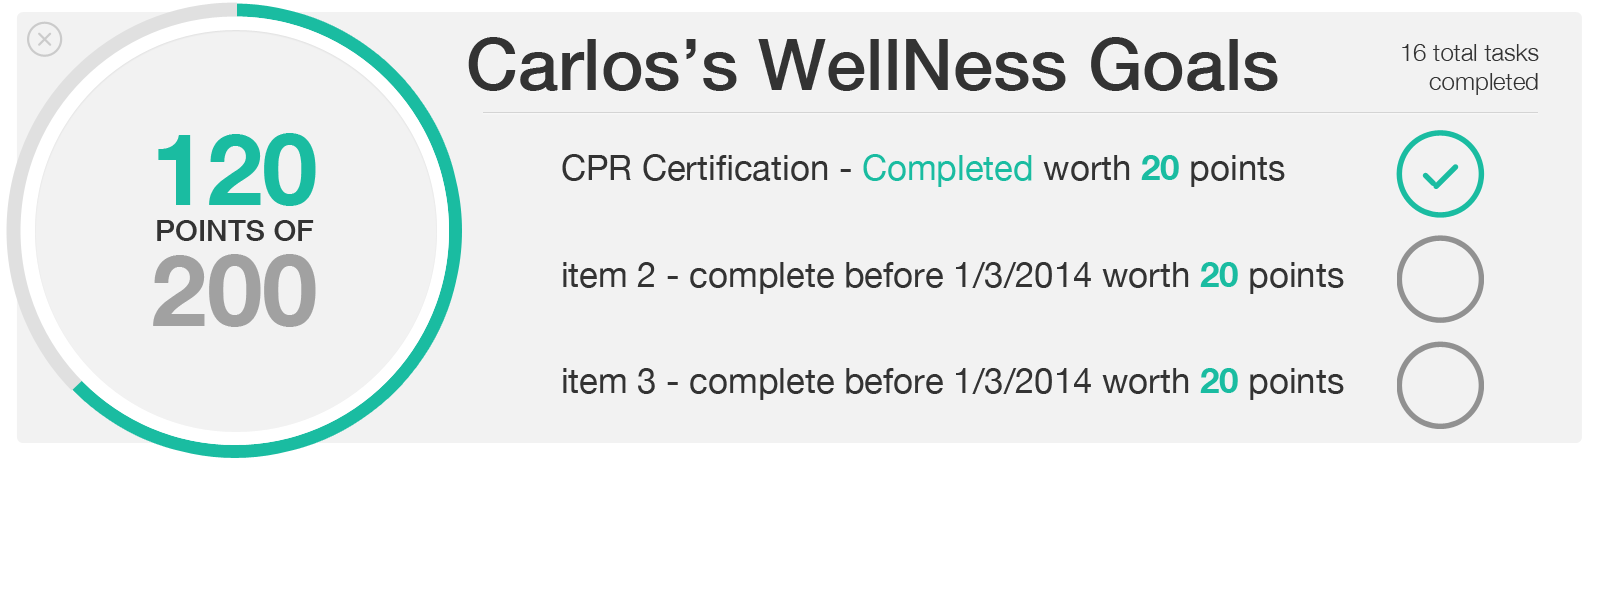 120
POINTS OF
200
Carlos’s WellNess Goals
16 total tasks
completed
CPR Certification - Completed worth 20 points
item 2 - complete before 1/3/2014 worth 20 points
item 3 - complete before 1/3/2014 worth 20 points